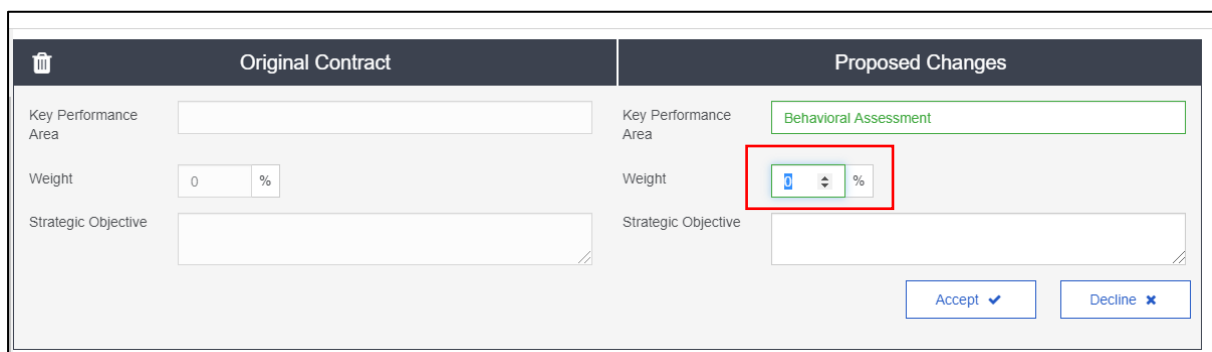 Original Contract
Proposed Changes
Key Performance
Area
Key Performance
Area
Behavioral Assessment
Weight
0
%
Weight
0
%
Strategic Objective
Strategic Objective
Accept
Decline